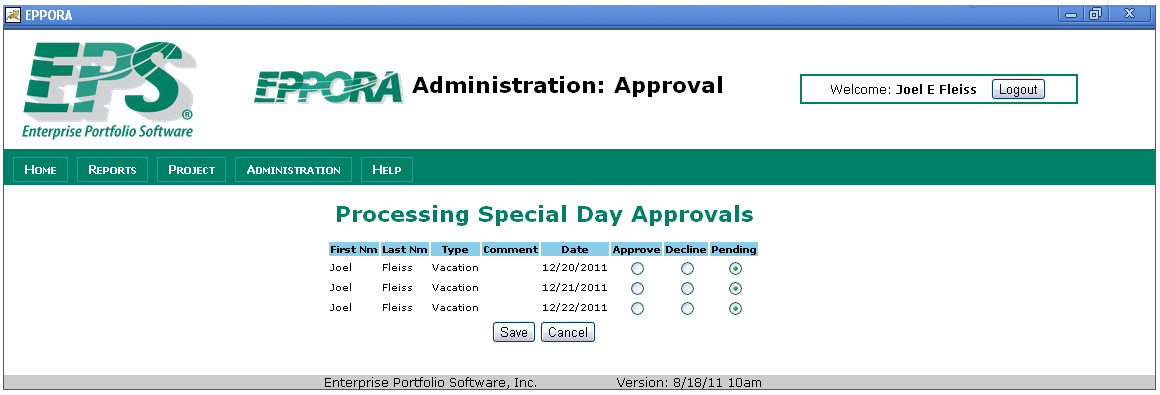 EPPORA
EPS®
Enterprise Portfolio Software
EPPORA Administration: Approval
Welcome: Joel E Fleiss Logout
Home Reports Project Administration Help
Processing Special Day Approvals
First Nm Last Nm Type Comment Date Approve Decline Pending
Joel Fleiss Vacation 12/20/2011
Joel Fleiss Vacation 12/21/2011
Joel Fleiss Vacation 12/22/2011
Save Cancel
Enterprise Portfolio Software, Inc. Version: 8/18/11 10am